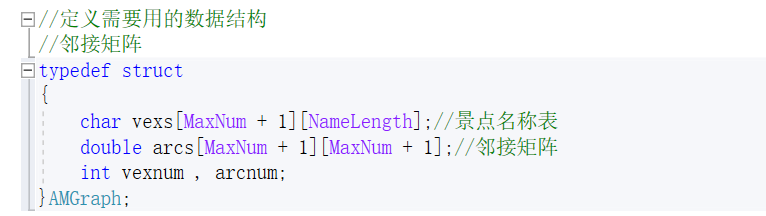 //定义需要用的数据结构
//邻接矩阵
typedef struct
{
char vexs[MaxNum + 1][NameLength];//景点名称表
double arcs[MaxNum + 1][MaxNum + 1];//邻接矩阵
int vexnum , arcnum;
}AMGraph;